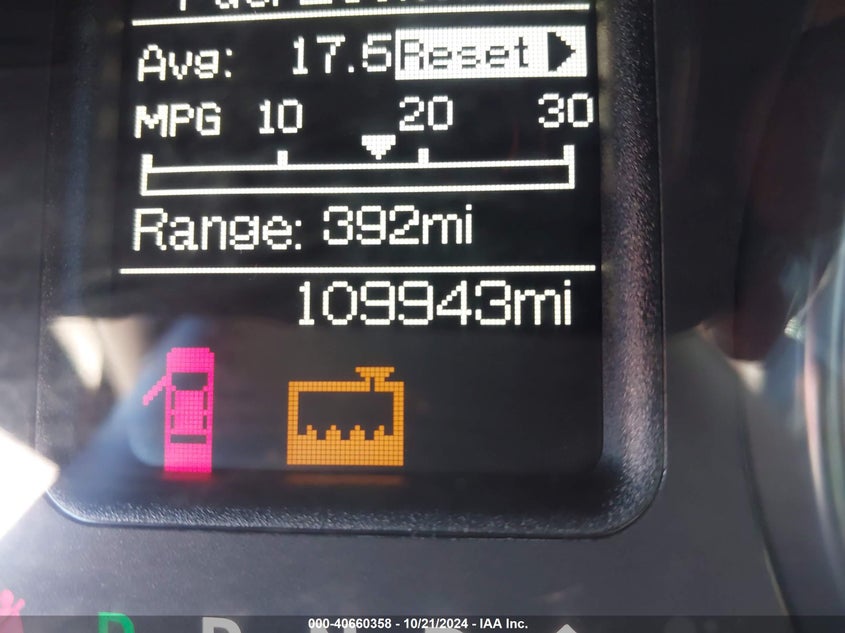 Avg: 17.5 Reset
MPG 10 20 30
Range: 392mi
109943mi
P R N D
000-40660358 - 10/21/2024 - IAA Inc.